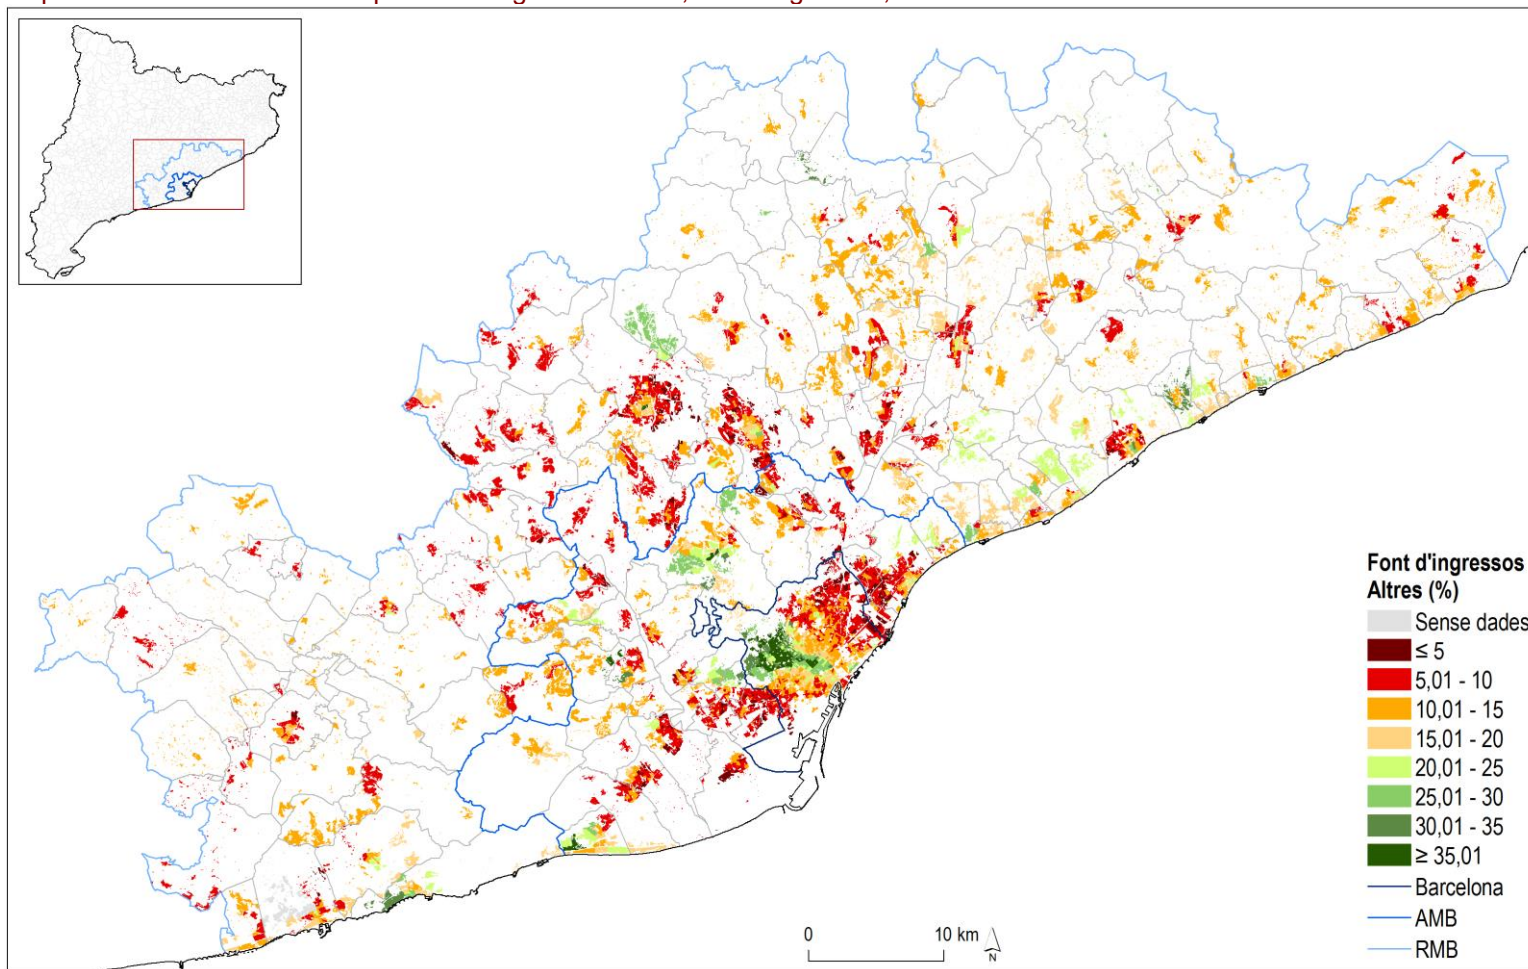 Font d'ingressos
Altres (%)
Sense dades
≤ 5
5,01 - 10
10,01 - 15
15,01 - 20
20,01 - 25
25,01 - 30
30,01 - 35
≥ 35,01
Barcelona
AMB
RMB
0 10 km
N